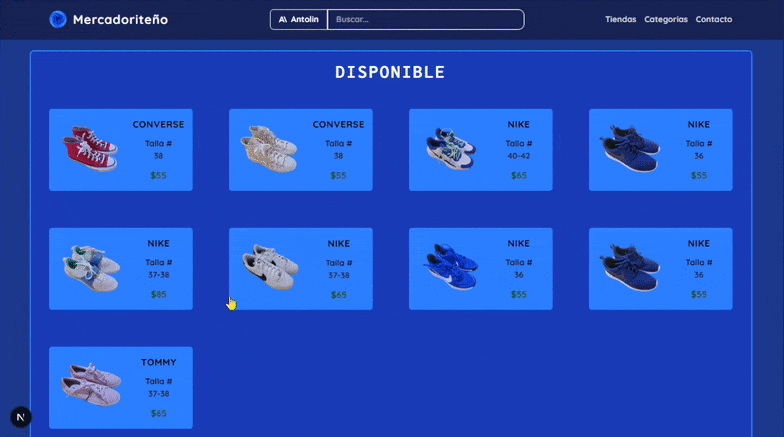 Mercadoriteño
A\ Antolin
Buscar...
Tiendas Categorias Contacto
DISPONIBLE
CONVERSE
Talla #
38
$55
CONVERSE
Talla #
38
$55
NIKE
Talla #
40-42
$65
NIKE
Talla #
36
$55
NIKE
Talla #
37-38
$85
NIKE
Talla #
37-38
$65
NIKE
Talla #
36
$55
NIKE
Talla #
36
$55
TOMMY
Talla #
37-38
$65
N